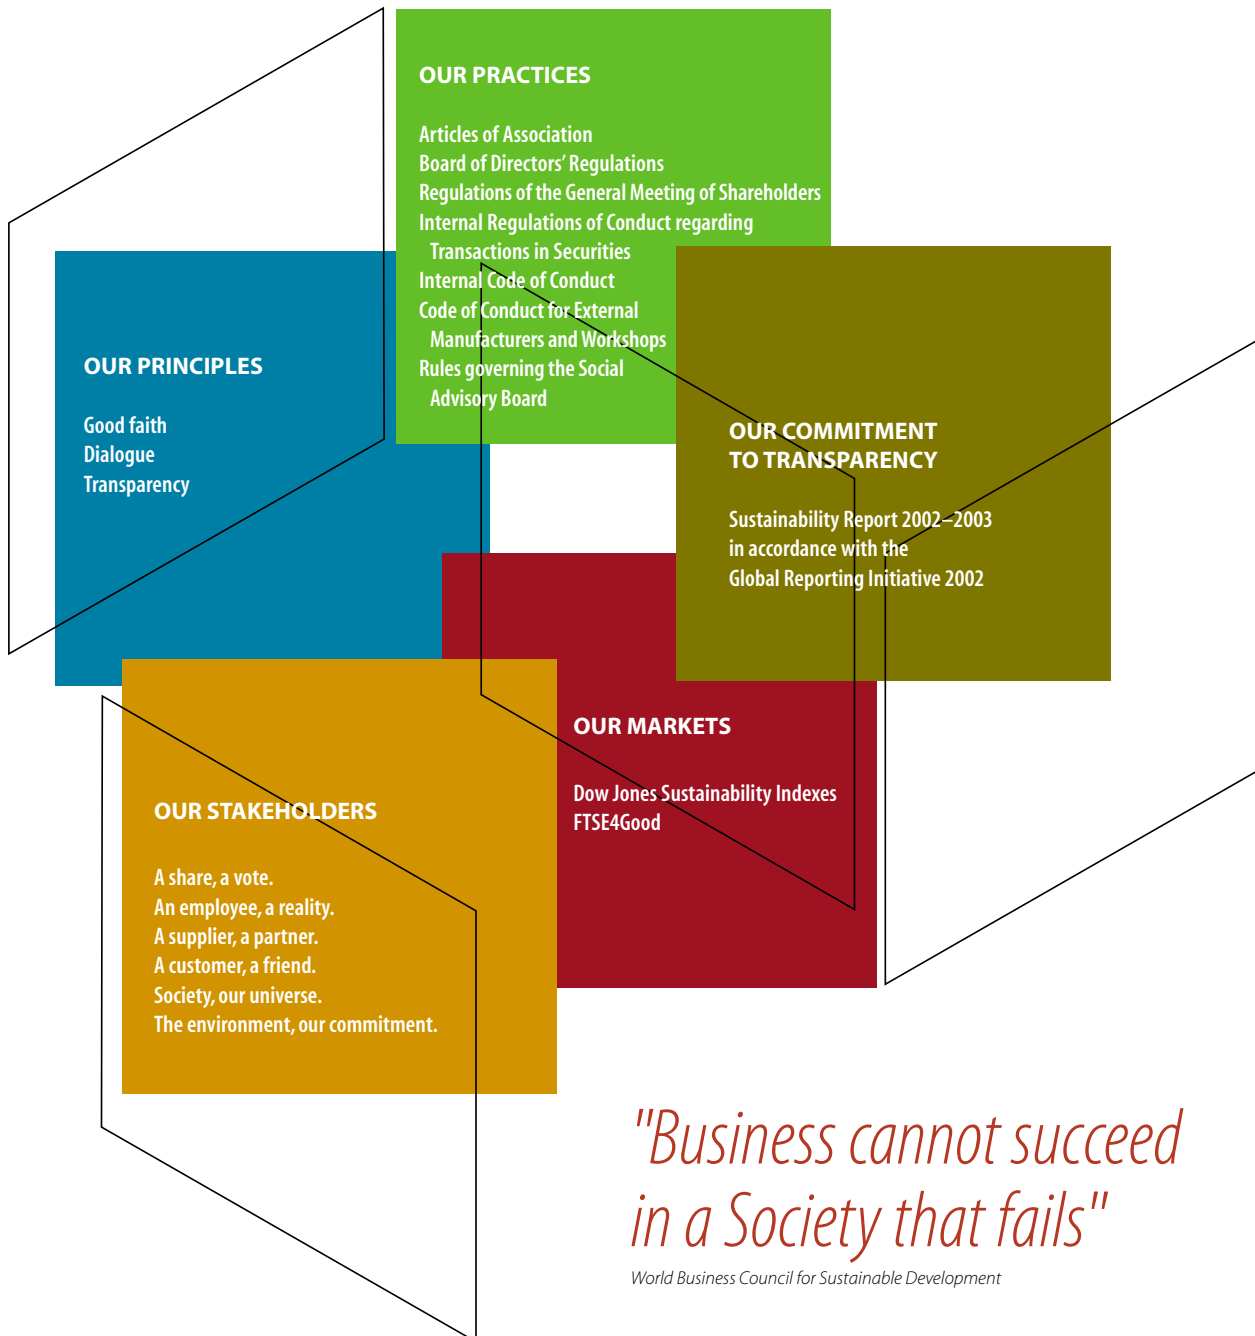 OUR PRACTICES
Articles of Association
Board of Directors’ Regulations
Regulations of the General Meeting of Shareholders
Internal Regulations of Conduct regarding
Transactions in Securities
Internal Code of Conduct
Code of Conduct for External
Manufacturers and Workshops
Rules governing the Social
Advisory Board
OUR PRINCIPLES
Good faith
Dialogue
Transparency
OUR COMMITMENT
TO TRANSPARENCY
Sustainability Report 2002–2003
in accordance with the
Global Reporting Initiative 2002
OUR MARKETS
Dow Jones Sustainability Indexes
FTSE4Good
OUR STAKEHOLDERS
A share, a vote.
An employee, a reality.
A supplier, a partner.
A customer, a friend.
Society, our universe.
The environment, our commitment.
"Business cannot succeed
in a Society that fails"
World Business Council for Sustainable Development